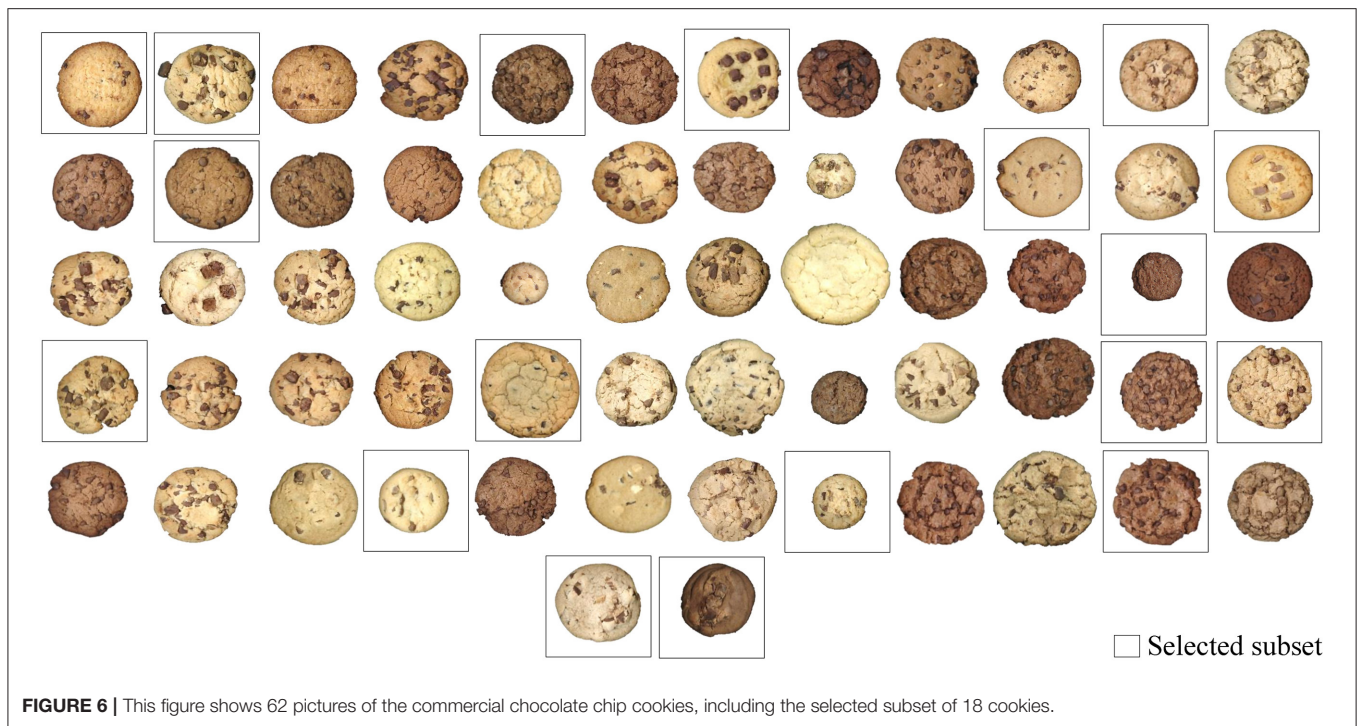 Selected subset
FIGURE 6 | This figure shows 62 pictures of the commercial chocolate chip cookies, including the selected subset of 18 cookies.